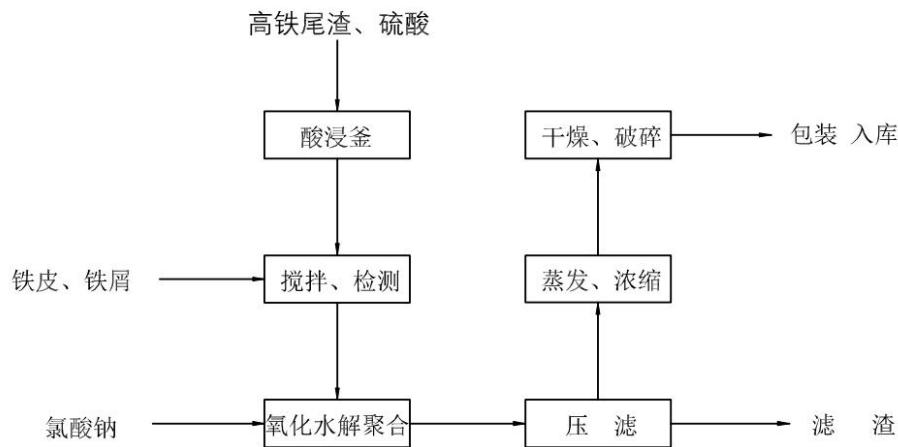 高铁尾渣、硫酸
酸浸釜
干燥、破碎
包装 入库
铁皮、铁屑
搅拌、检测
蒸发、浓缩
氯酸钠
氧化水解聚合
压 滤
滤 渣